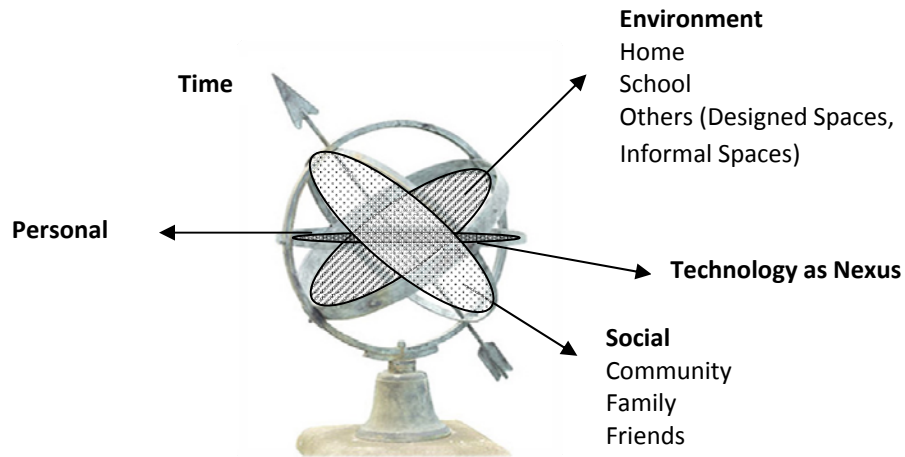 Environment
Home
School
Others (Designed Spaces,
Informal Spaces)
Time
Personal
Technology as Nexus
Social
Community
Family
Friends